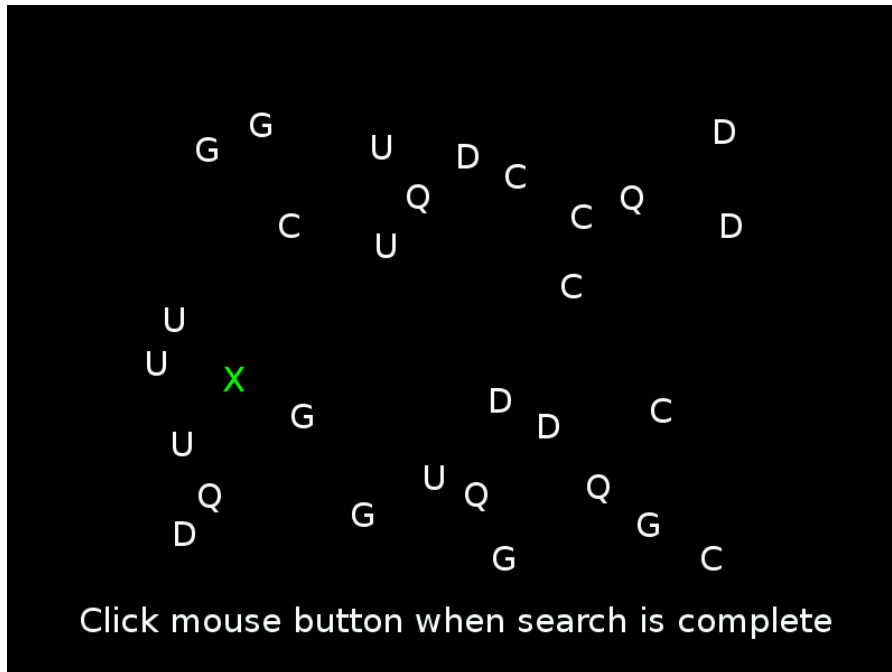 G G U D C D
Q C Q
C U D
C
U
U X
G D D C
U
Q U Q Q
D G G
G C
Click mouse button when search is complete